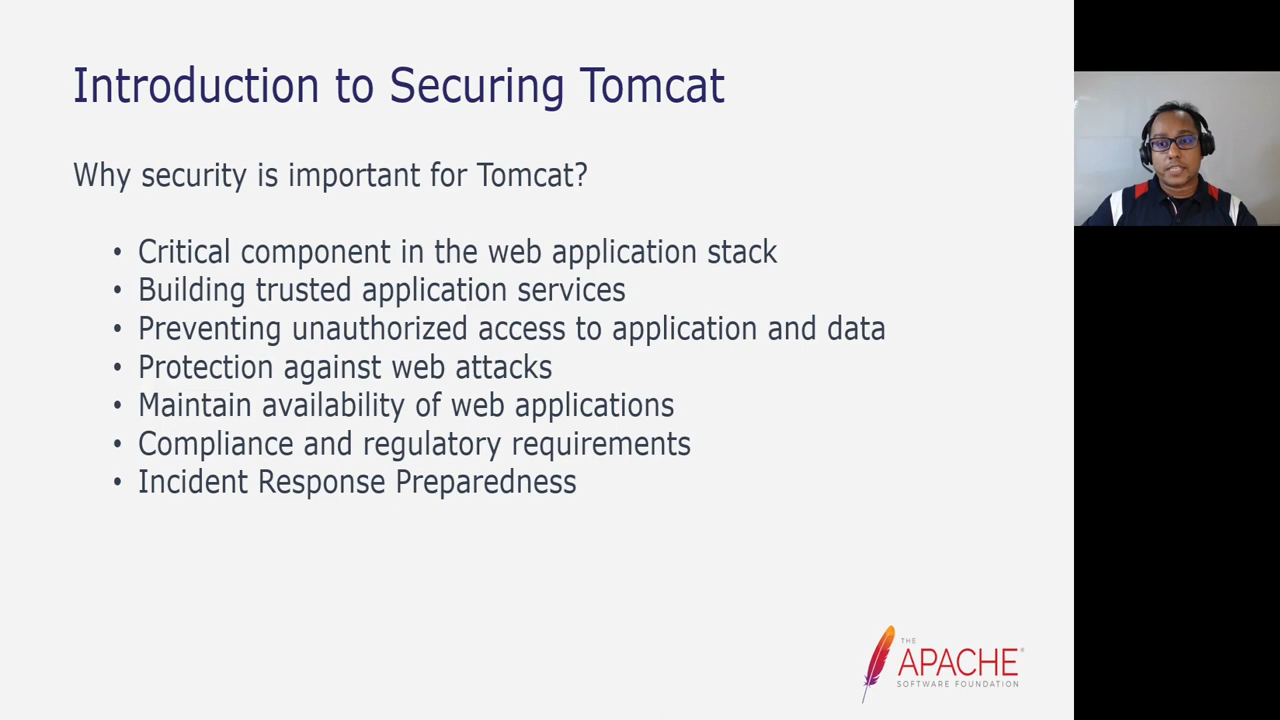 Introduction to Securing Tomcat
Why security is important for Tomcat?
• Critical component in the web application stack
• Building trusted application services
• Preventing unauthorized access to application and data
• Protection against web attacks
• Maintain availability of web applications
• Compliance and regulatory requirements
• Incident Response Preparedness
THE
APACHE®
SOFTWARE FOUNDATION